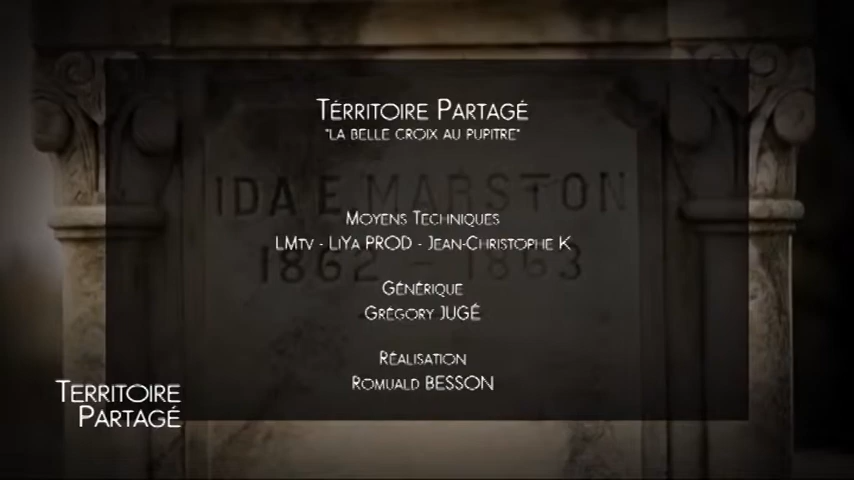 TÉRRITOIRE PARTAGÉ
"LA BELLE CROIX AU PUPITRE"
IDA E MARSTON
MOYENS TECHNIQUES
LMTV - LIYA PROD - JEAN-CHRISTOPHE K
1862 - 1863
GÉNÉRIQUE
GRÉGORY JUGÉ
RÉALISATION
ROMUALD BESSON
TERRITOIRE
PARTAGÉ